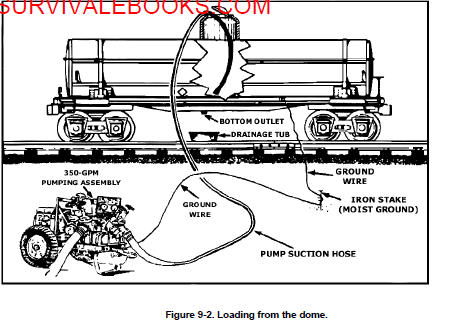 SURVIVALEBOOKS.COM
BOTTOM OUTLET
DRAINAGE TUB
350-GPM
PUMPING ASSEMBLY
GROUND
WIRE
GROUND
WIRE
IRON STAKE
(MOIST GROUND)
PUMP SUCTION HOSE
Figure 9-2. Loading from the dome.